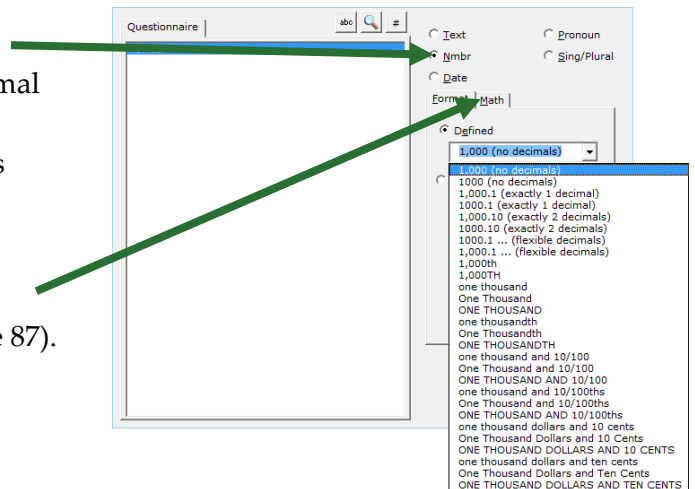 Questionnaire
abc #
Text Pronoun
Nmbr Sing/Plural
Date
Math
Defined
1,000 (no decimals)
1,000 (no decimals)
1000 (no decimals)
1,000.1 (exactly 1 decimal)
1000.1 (exactly 1 decimal)
1,000.10 (exactly 2 decimals)
1000.10 (exactly 2 decimals)
1000.1 ... (flexible decimals)
1,000.1 ... (flexible decimals)
1,000th
1,000TH
one thousand
One Thousand
ONE THOUSAND
one thousandth
One Thousandth
ONE THOUSANDTH
one thousand and 10/100
One Thousand and 10/100
ONE THOUSAND AND 10/100
one thousand and 10/100ths
One Thousand and 10/100ths
ONE THOUSAND AND 10/100ths
one thousand dollars and 10 cents
One Thousand Dollars and 10 Cents
ONE THOUSAND DOLLARS AND 10 CENTS
one thousand dollars and ten cents
One Thousand Dollars and Ten Cents
ONE THOUSAND DOLLARS AND TEN CENTS
mal
s
87).